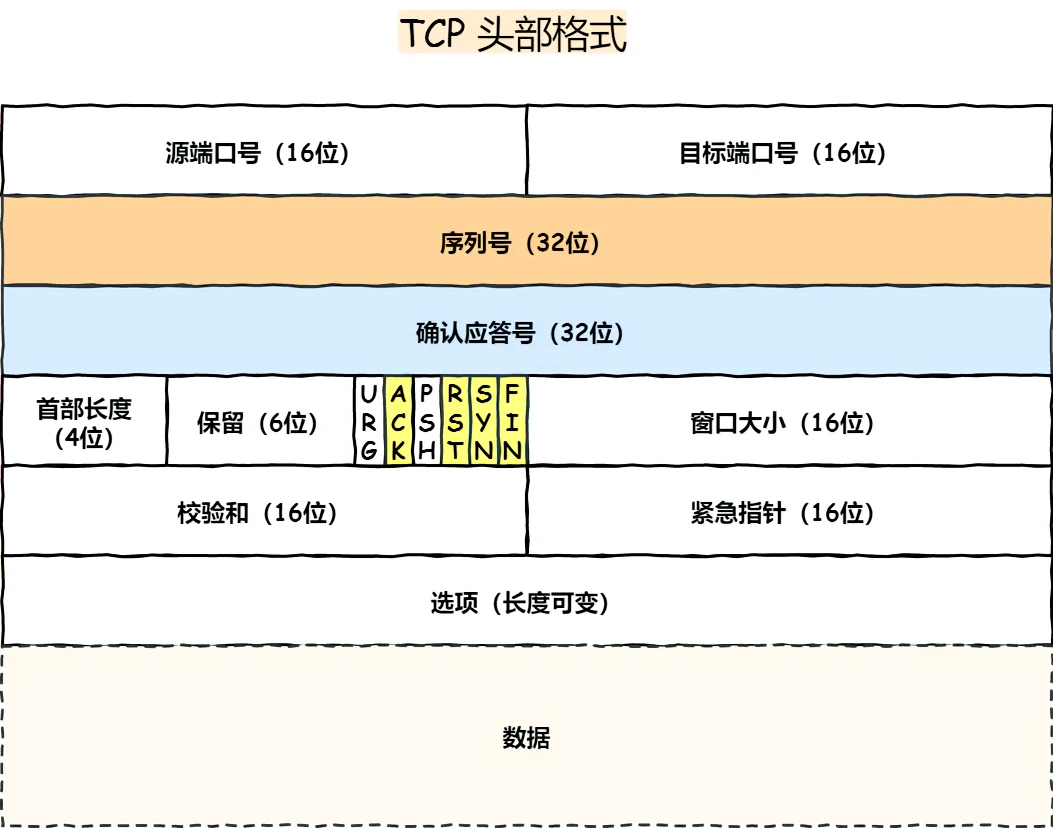 TCP 头部格式
源端口号（16位）
目标端口号（16位）
序列号（32位）
确认应答号（32位）
首部长度
（4位）
保留（6位）
URG
ACK
PSH
RST
SYN
FIN
窗口大小（16位）
校验和（16位）
紧急指针（16位）
选项（长度可变）
数据